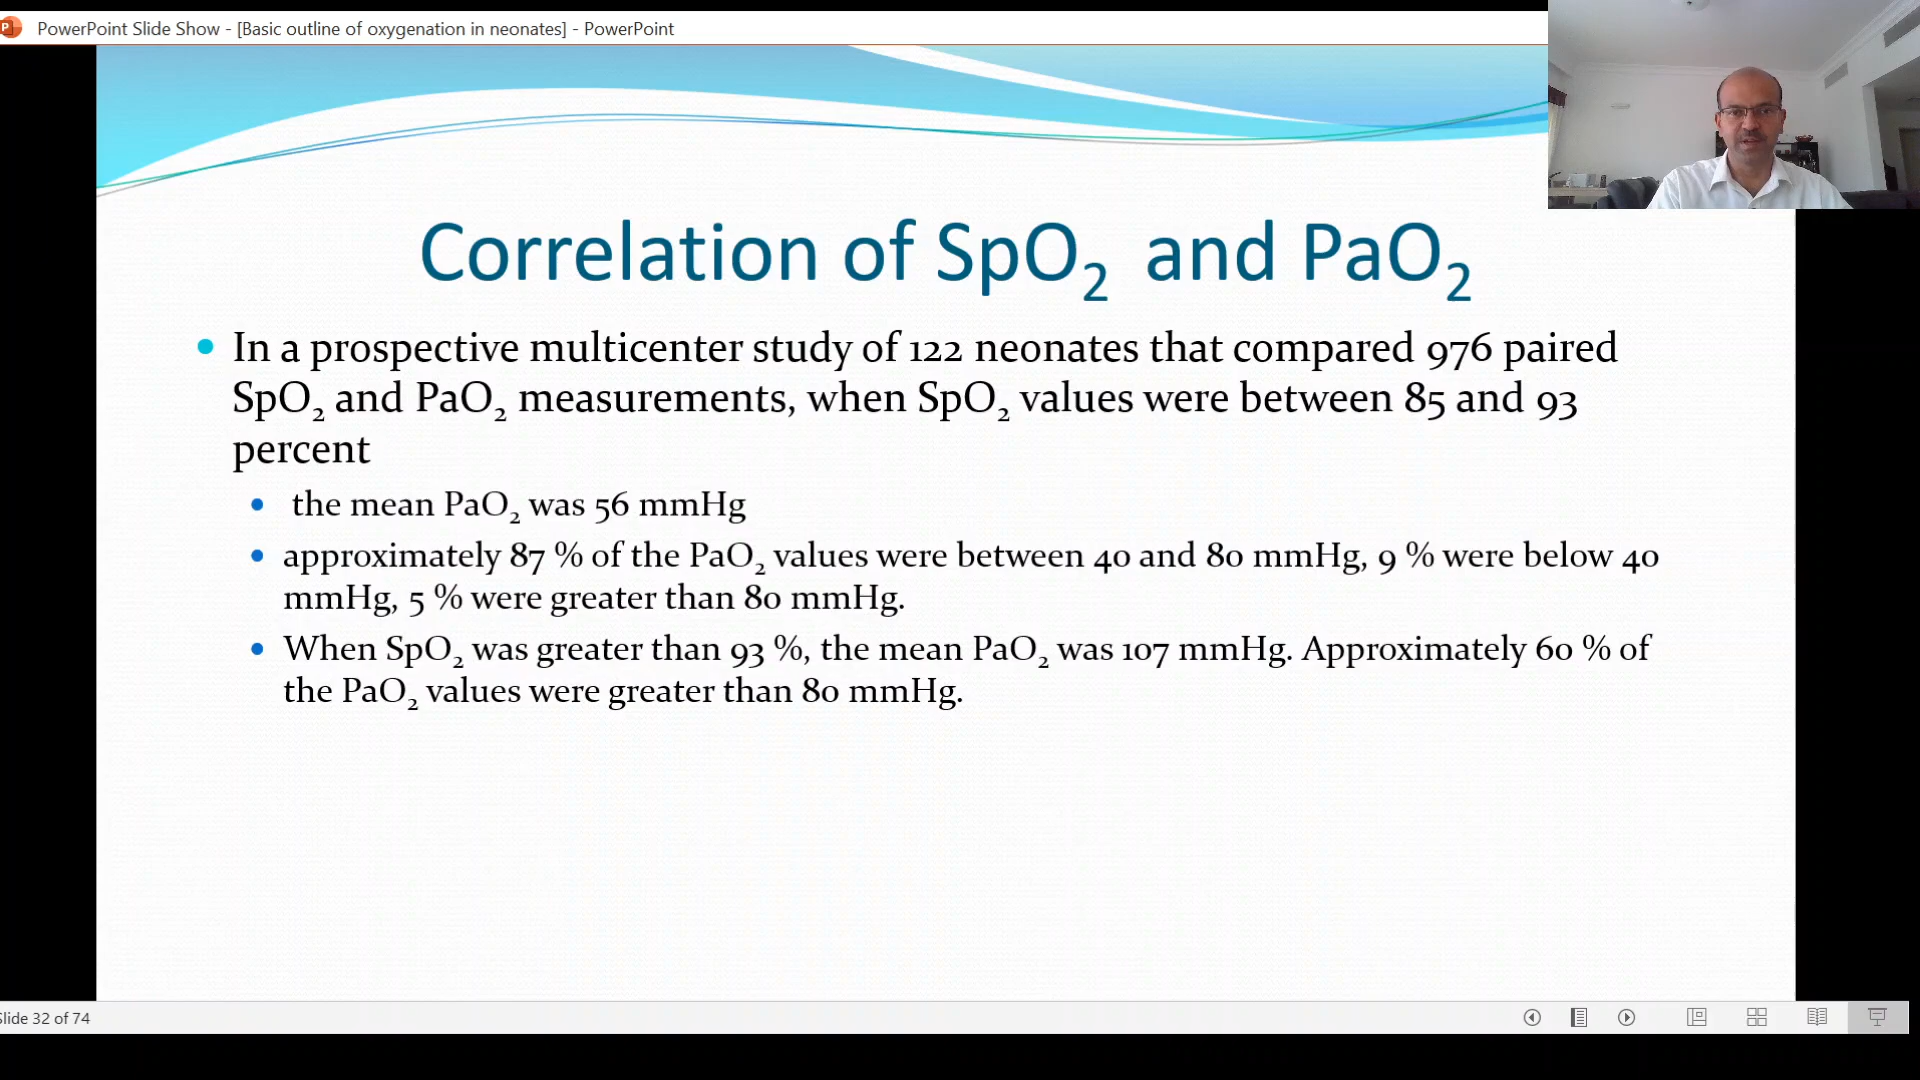 PowerPoint Slide Show - [Basic outline of oxygenation in neonates] - PowerPoint
Correlation of SpO₂ and PaO₂
• In a prospective multicenter study of 122 neonates that compared 976 paired
SpO₂ and PaO₂ measurements, when SpO₂ values were between 85 and 93
percent
• the mean PaO₂ was 56 mmHg
• approximately 87 % of the PaO₂ values were between 40 and 80 mmHg, 9 % were below 40
mmHg, 5 % were greater than 80 mmHg.
• When SpO₂ was greater than 93 %, the mean PaO₂ was 107 mmHg. Approximately 60 % of
the PaO₂ values were greater than 80 mmHg.
Slide 32 of 74